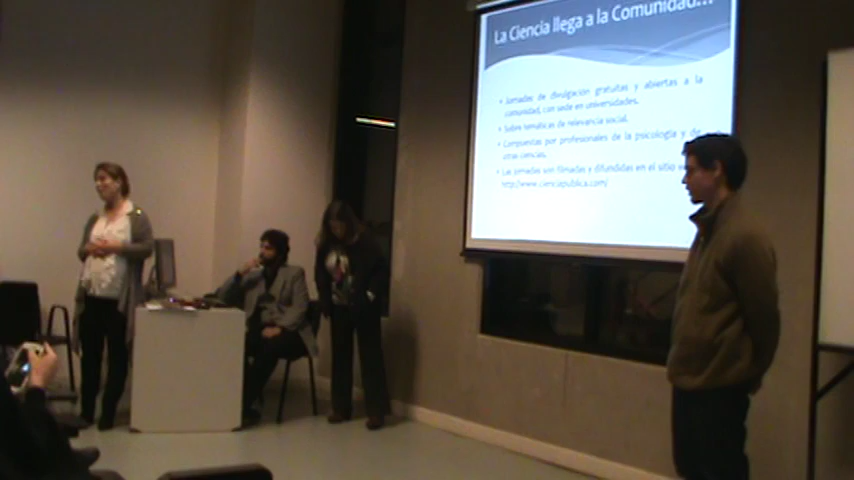 La Ciencia llega a la Comunidad...
• Jornadas de divulgación gratuitas y abiertas a la
comunidad, con sede en universidades.
• Sobre temáticas de relevancia social.
• Compuestas por profesionales de la psicología y de
otras ciencias.
• Las jornadas son filmadas y difundidas en el sitio
http://www.cienciapublica.com/